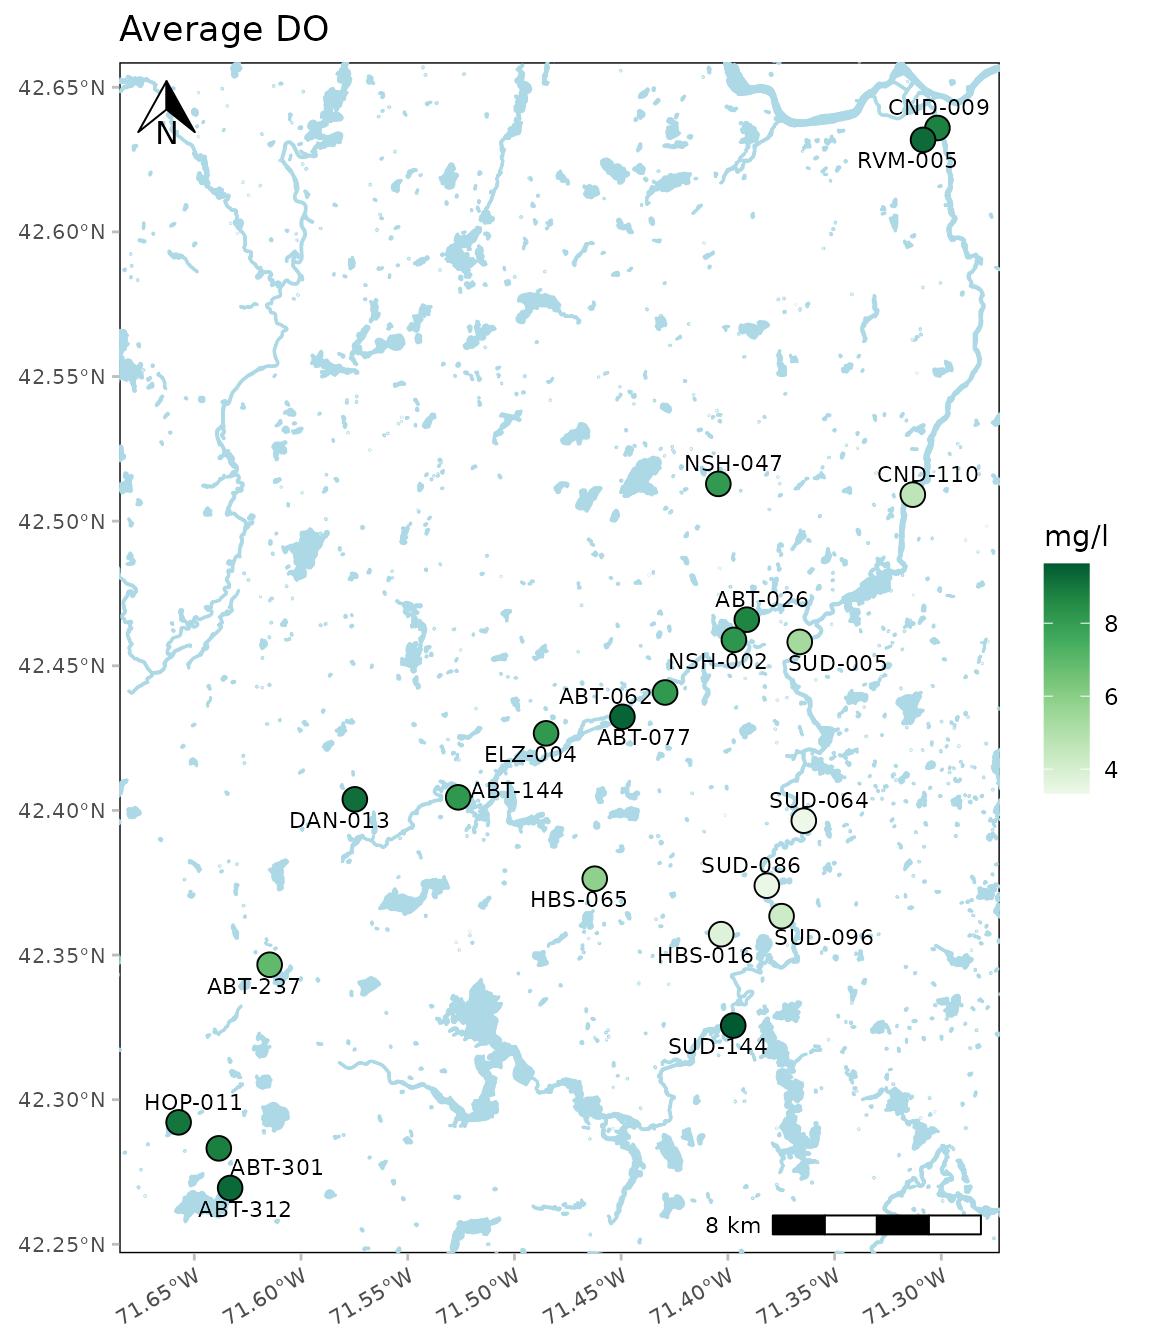 Average DO
42.65°N
42.60°N
42.55°N
42.50°N
42.45°N
42.40°N
42.35°N
42.30°N
42.25°N
N
CND-009
RVM-005
NSH-047
CND-110
ABT-026
NSH-002
SUD-005
ABT-062
ABT-077
ELZ-004
ABT-144
DAN-013
SUD-064
SUD-086
HBS-065
SUD-096
HBS-016
ABT-237
SUD-144
HOP-011
ABT-301
ABT-312
8 km
71.65°W
71.60°W
71.55°W
71.50°W
71.45°W
71.40°W
71.35°W
71.30°W
mg/l
8
6
4